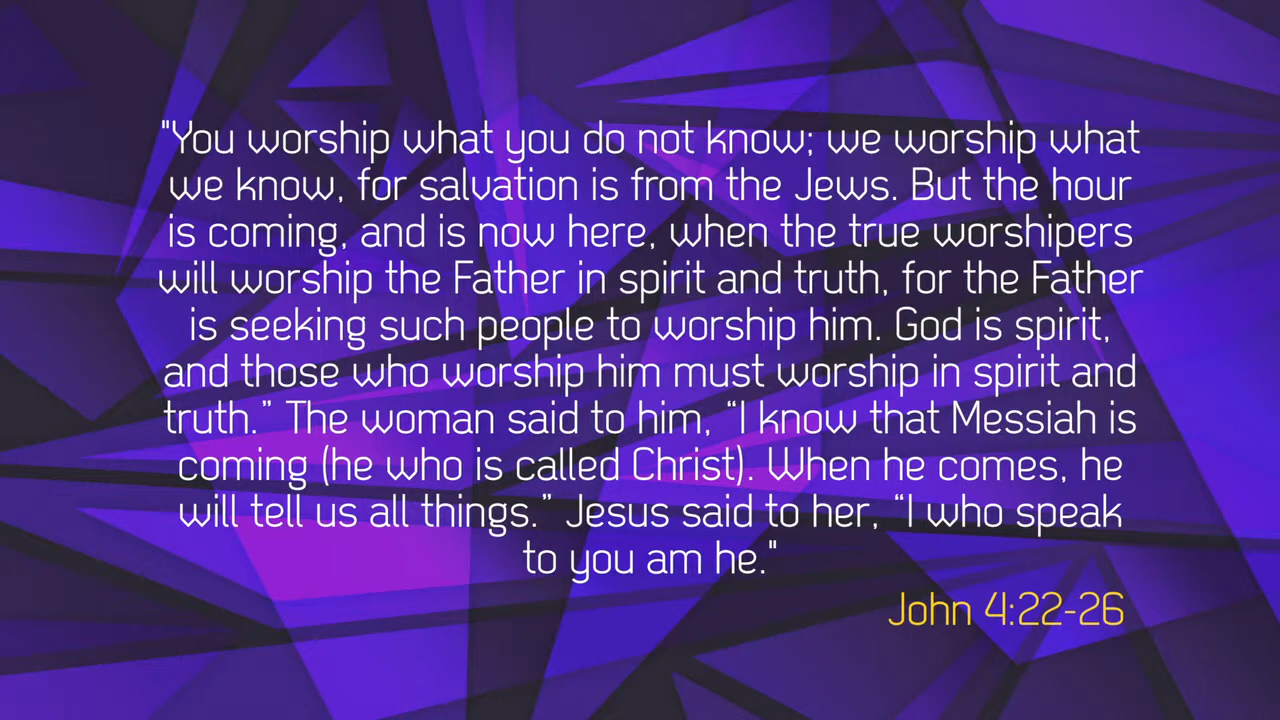 "You worship what you do not know; we worship what
we know, for salvation is from the Jews. But the hour
is coming, and is now here, when the true worshipers
will worship the Father in spirit and truth, for the Father
is seeking such people to worship him. God is spirit,
and those who worship him must worship in spirit and
truth.” The woman said to him, “I know that Messiah is
coming (he who is called Christ). When he comes, he
will tell us all things.” Jesus said to her, “I who speak
to you am he."
John 4:22-26